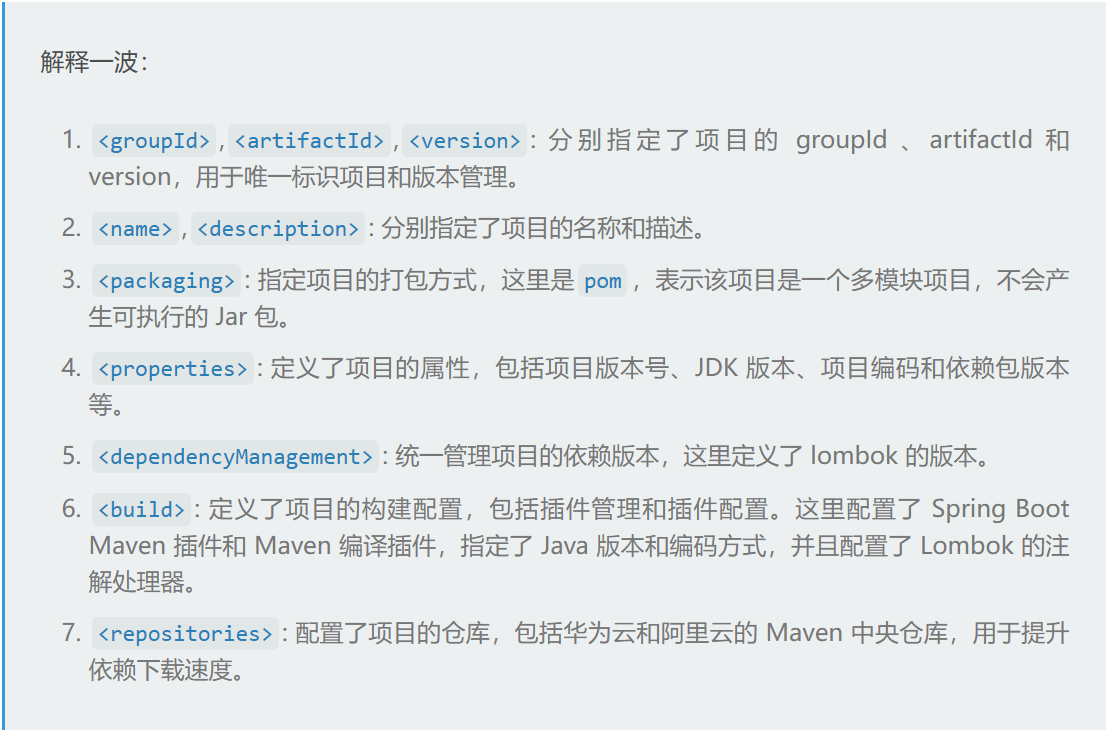 解释一波：
1. <groupId>,<artifactId>,<version>: 分别指定了项目的 groupId 、artifactId 和
version，用于唯一标识项目和版本管理。
2. <name>,<description>: 分别指定了项目的名称和描述。
3. <packaging>: 指定项目的打包方式，这里是 pom ，表示该项目是一个多模块项目，不会产
生可执行的 Jar 包。
4. <properties>: 定义了项目的属性，包括项目版本号、JDK 版本、项目编码和依赖包版本
等。
5. <dependencyManagement>: 统一管理项目的依赖版本，这里定义了 lombok 的版本。
6. <build>: 定义了项目的构建配置，包括插件管理和插件配置。这里配置了 Spring Boot
Maven 插件和 Maven 编译插件，指定了 Java 版本和编码方式，并且配置了 Lombok 的注
解处理器。
7. <repositories>: 配置了项目的仓库，包括华为云和阿里云的 Maven 中央仓库，用于提升
依赖下载速度。